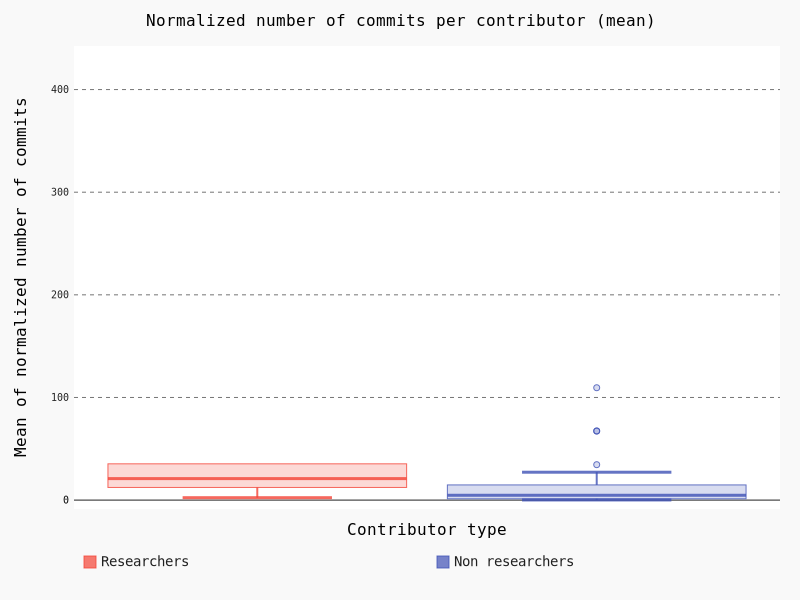 Normalized number of commits per contributor (mean)
Mean of normalized number of commits
400
300
200
100
0
Contributor type
Researchers
Non researchers